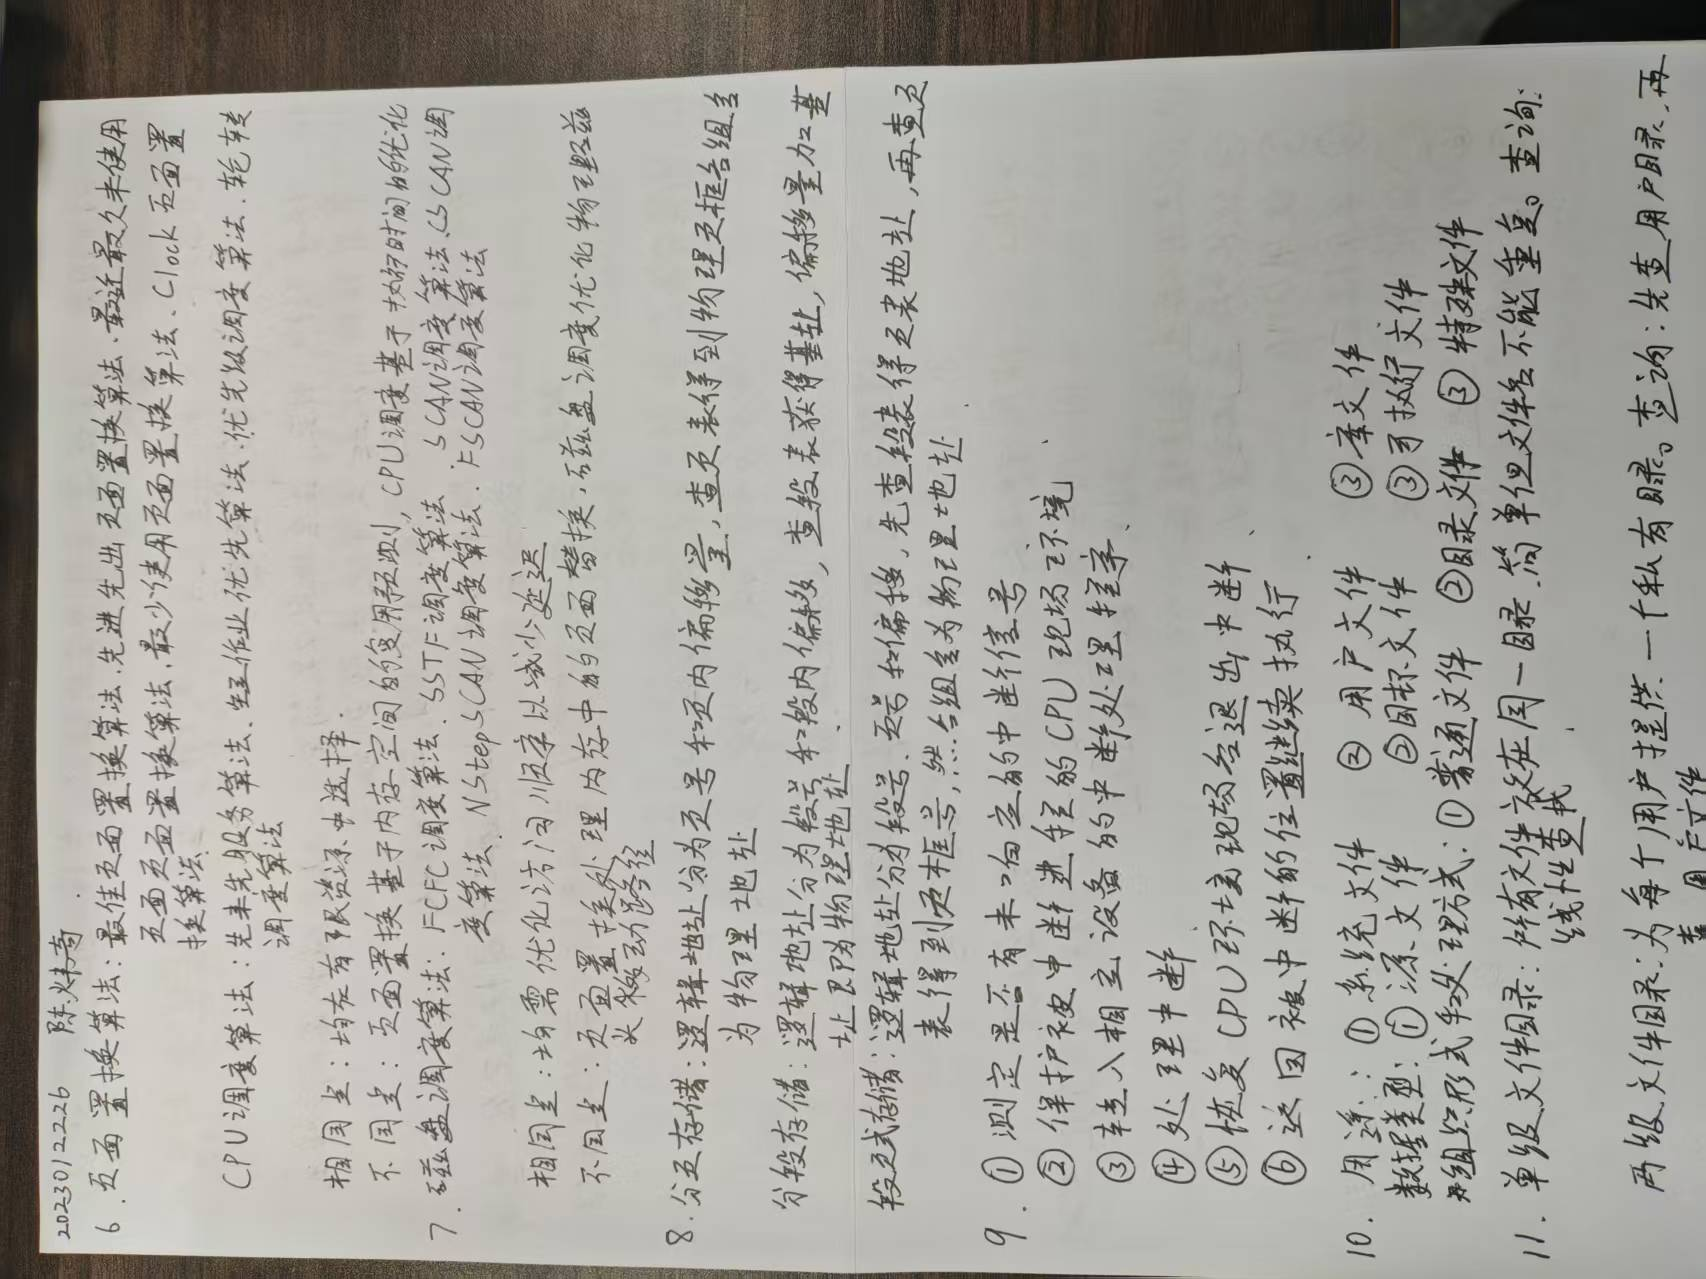 2023012226 陈炜奇
6. 页面置换算法：最佳页面置换算法、先进先出页面置换算法、最近最久未使用
页面页面置换算法、最少使用页面置换算法、Clock页面置
换算法
CPU调度算法：先来先服务算法、短作业优先算法、优先级调度算法、轮转
调度算法
相同点：均在有限资源中选择.
不同点：页面置换基于内存空间的使用预测，CPU调度基于执行时间的优化
7. 磁盘调度算法：FCFC调度算法、SSTF调度算法、SCAN调度算法、CSCAN调
度算法、NStepSCAN调度算法、FSCAN调度算法
相同点：均需优化访问顺序以减少延迟
不同点：页面置换处理内存中的页面替换，磁盘调度优化物理磁
头移动路径
8. 分页存储：逻辑地址分为页号和页内偏移量，查页表得到物理页框号组合
为物理地址
分段存储：逻辑地址分为段号和段内偏移，查段表获得基址，偏移量加基
址即为物理地址.
段页式存储：逻辑地址分为段号、页号和偏移，先查段表得页表地址，再查页
表得到页框号，然后组合为物理地址
9. ①测定是否有未响应的中断信号
②保护被中断进程的CPU现场环境
③转入相应设备的中断处理程序
④处理中断
⑤恢复CPU环境现场后退出中断
⑥返回被中断的位置继续执行
10. 用途：①系统文件 ②用户文件 ③库文件
数据类型：①源文件 ②目标文件 ③可执行文件
组织形式和处理方式：①普通文件 ②目录文件 ③特殊文件
11. 单级文件目录：所有文件放在同一目录.简单但文件名不能重复。查询：
线性查找.
两级文件目录：为每个用户提供一个私有目录。查询：先查用户目录，再
查用户文件